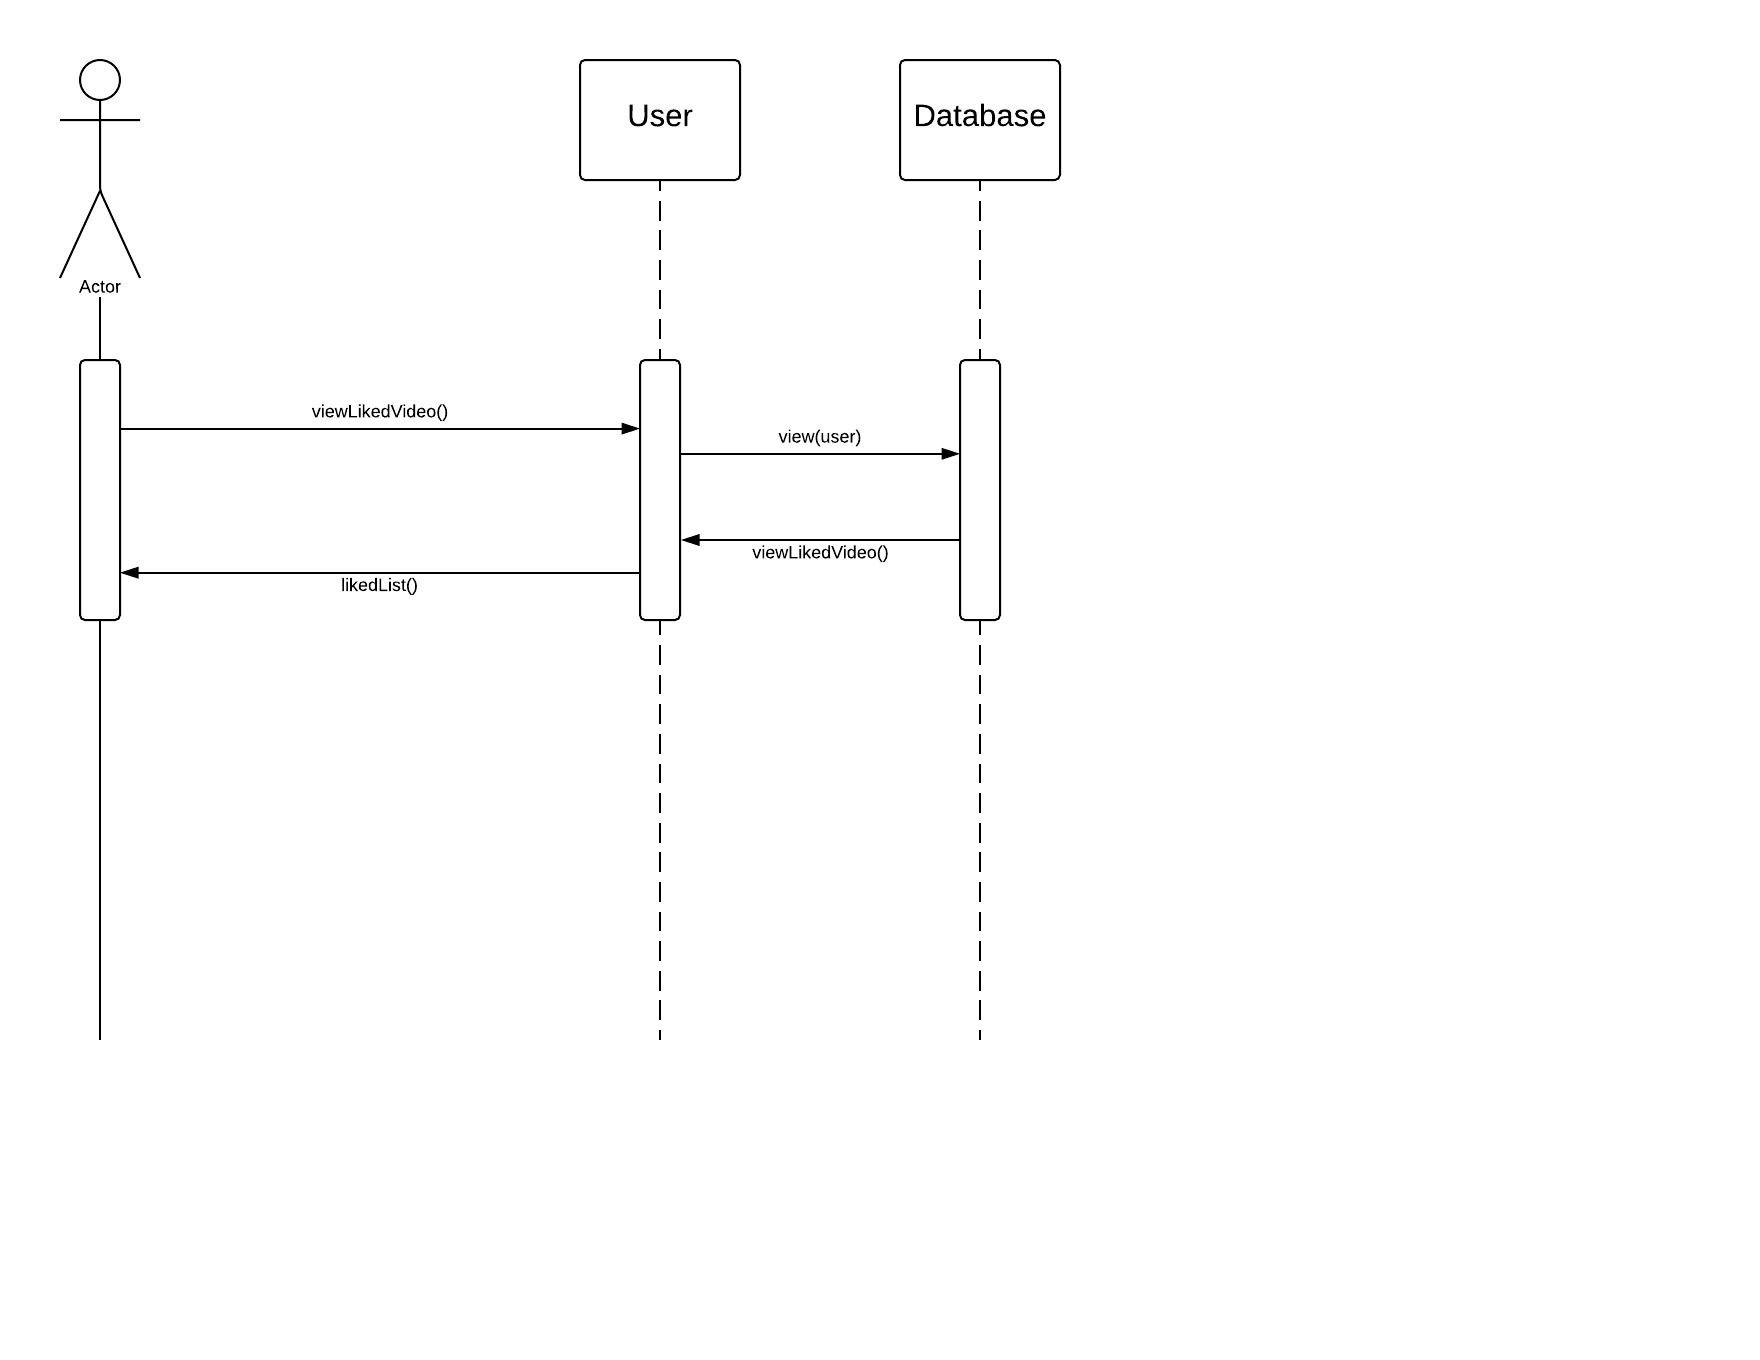 User
Database
Actor
viewLikedVideo()
view(user)
viewLikedVideo()
likedList()